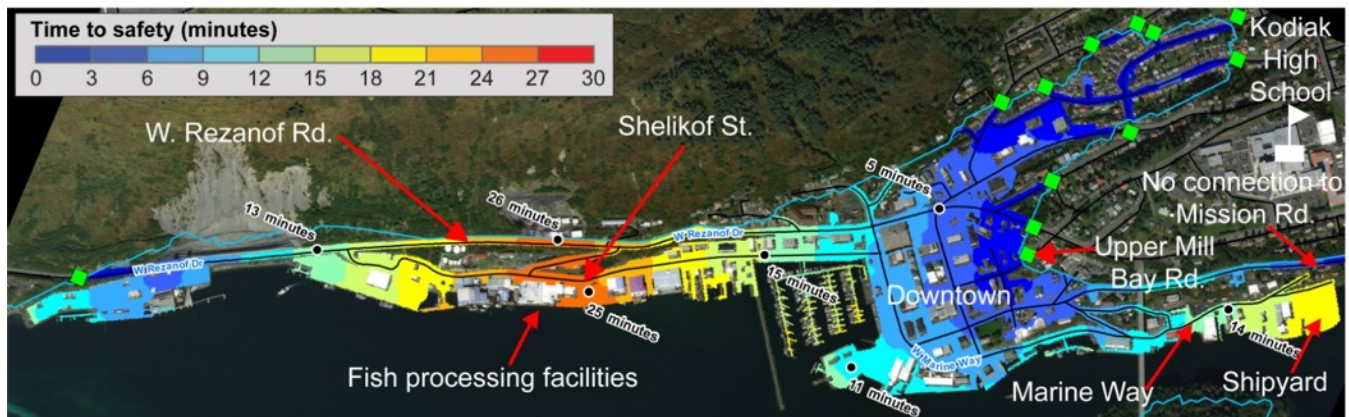 Time to safety (minutes)
0 3 6 9 12 15 18 21 24 27 30
Kodiak
High
School
W. Rezanof Rd.
Shelikof St.
5 minutes
No connection to
Mission Rd.
13 minutes
26 minutes
W Rezanof Dr
W Rezanof Dr
Upper Mill
Bay Rd.
15 minutes
Downtown
25 minutes
14 minutes
W Marine Way
11 minutes
Fish processing facilities
Marine Way
Shipyard